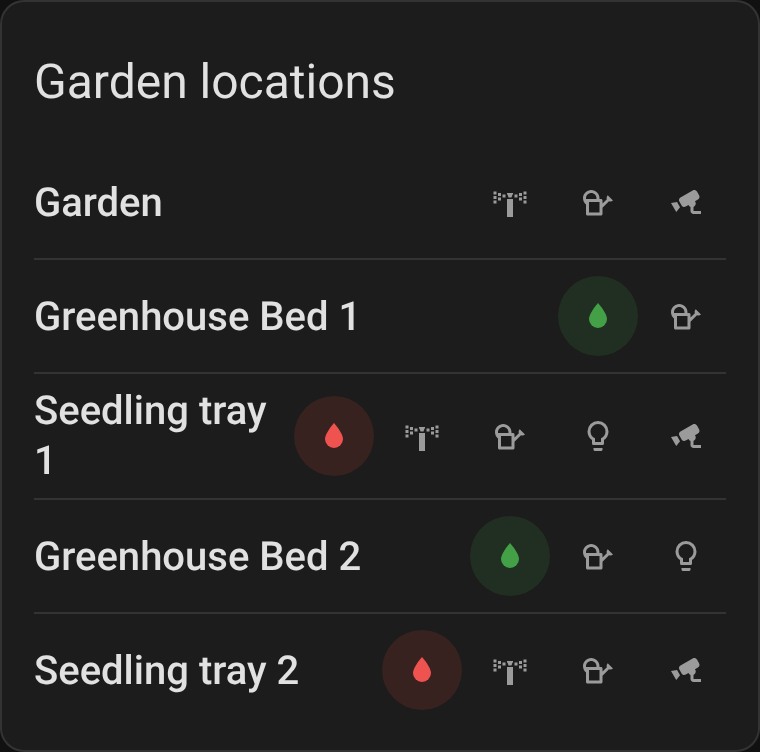 Garden locations
Garden
Greenhouse Bed 1
Seedling tray
1
Greenhouse Bed 2
Seedling tray 2